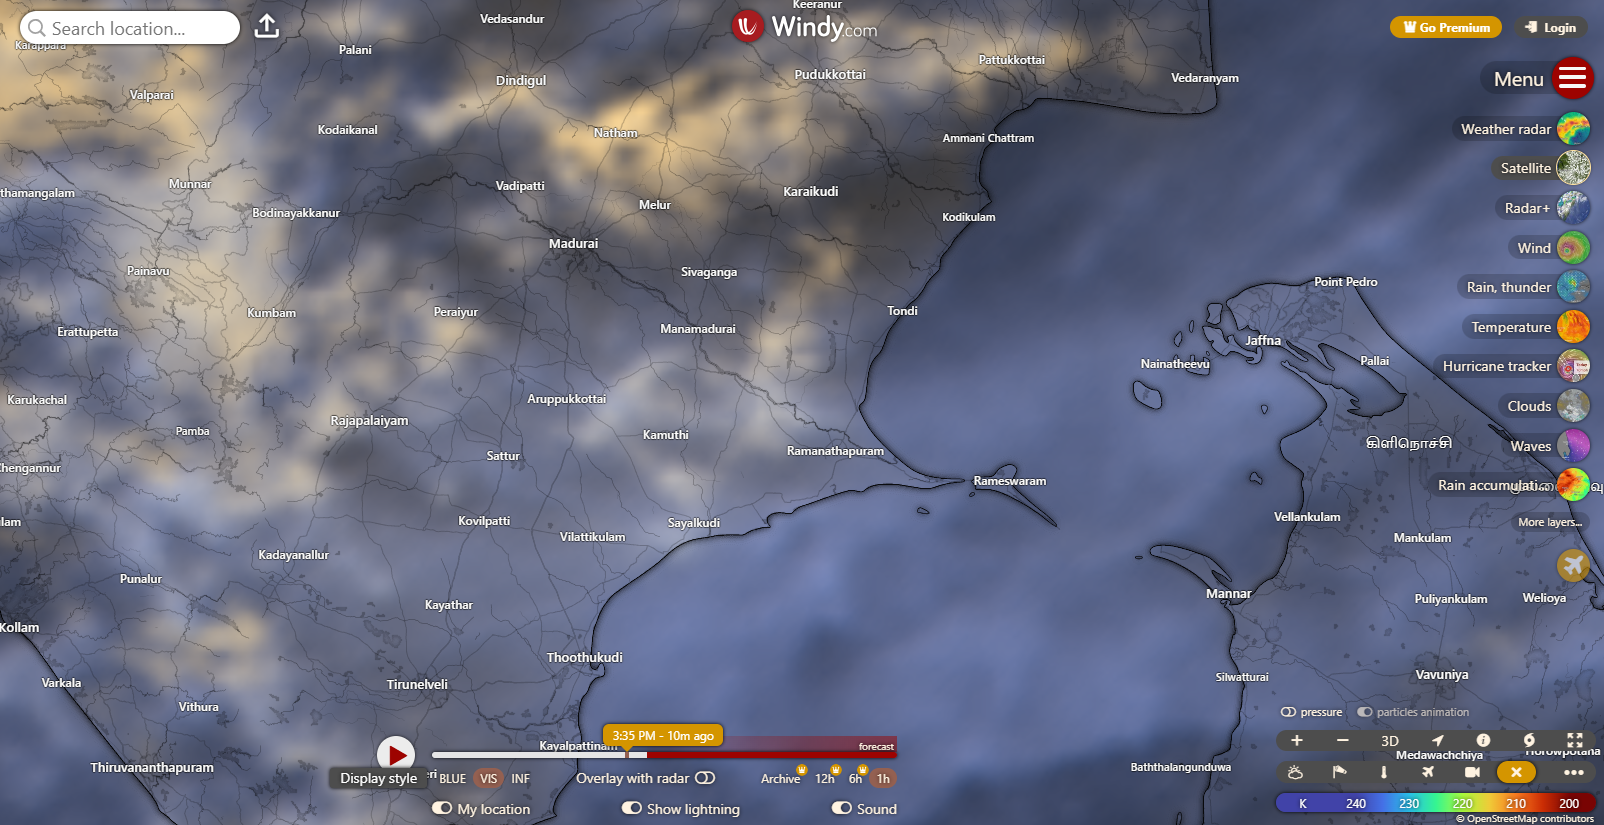 Search location...
Windy.com
Go Premium
Login
Menu
Weather radar
Satellite
Radar+
Wind
Rain, thunder
Temperature
Hurricane tracker
Clouds
Waves
Rain accumulati...
More layers...
Keeranur
Vedasandur
Karappara
Palani
Pattukkottai
Dindigul
Pudukkottai
Vedaranyam
Valparai
Kodaikanal
Natham
Ammani Chattram
Munnar
Vadipatti
Karaikudi
thamangalam
Melur
Bodinayakkanur
Kodikulam
Madurai
Painavu
Sivaganga
Point Pedro
Kumbam
Peraiyur
Tondi
Erattupetta
Manamadurai
Jaffna
Nainatheevu
Pallai
Karukachal
Aruppukkottai
Rajapalaiyam
Pamba
Kamuthi
கிளிநொச்சி
Sattur
Ramanathapuram
Chengannur
Rameswaram
Kovilpatti
Sayalkudi
Vellankulam
Vilattikulam
Mankulam
Kadayanallur
Punalur
Mannar
Kayathar
Puliyankulam
Welioya
Kollam
Thoothukudi
Varkala
Tirunelveli
Silwatturai
Vavuniya
Vithura
Kayalpattinam
Thiruvananthapuram
Baththalangunduwa
Medawachchiya
Horowpotana
3:35 PM - 10m ago
forecast
Display style
BLUE VIS INF
Overlay with radar
Archive 12h 6h 1h
My location
Show lightning
Sound
pressure
particles animation
3D
K 240 230 220 210 200
© OpenStreetMap contributors